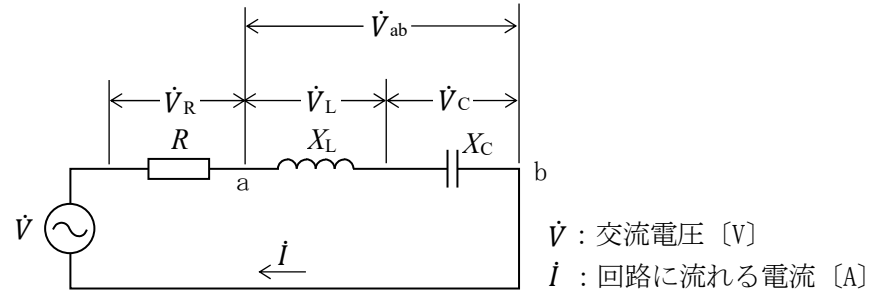 V̇ab
V̇R V̇L V̇C
R XL XC
a b
V̇
İ
V̇：交流電圧〔V〕
İ：回路に流れる電流〔A〕